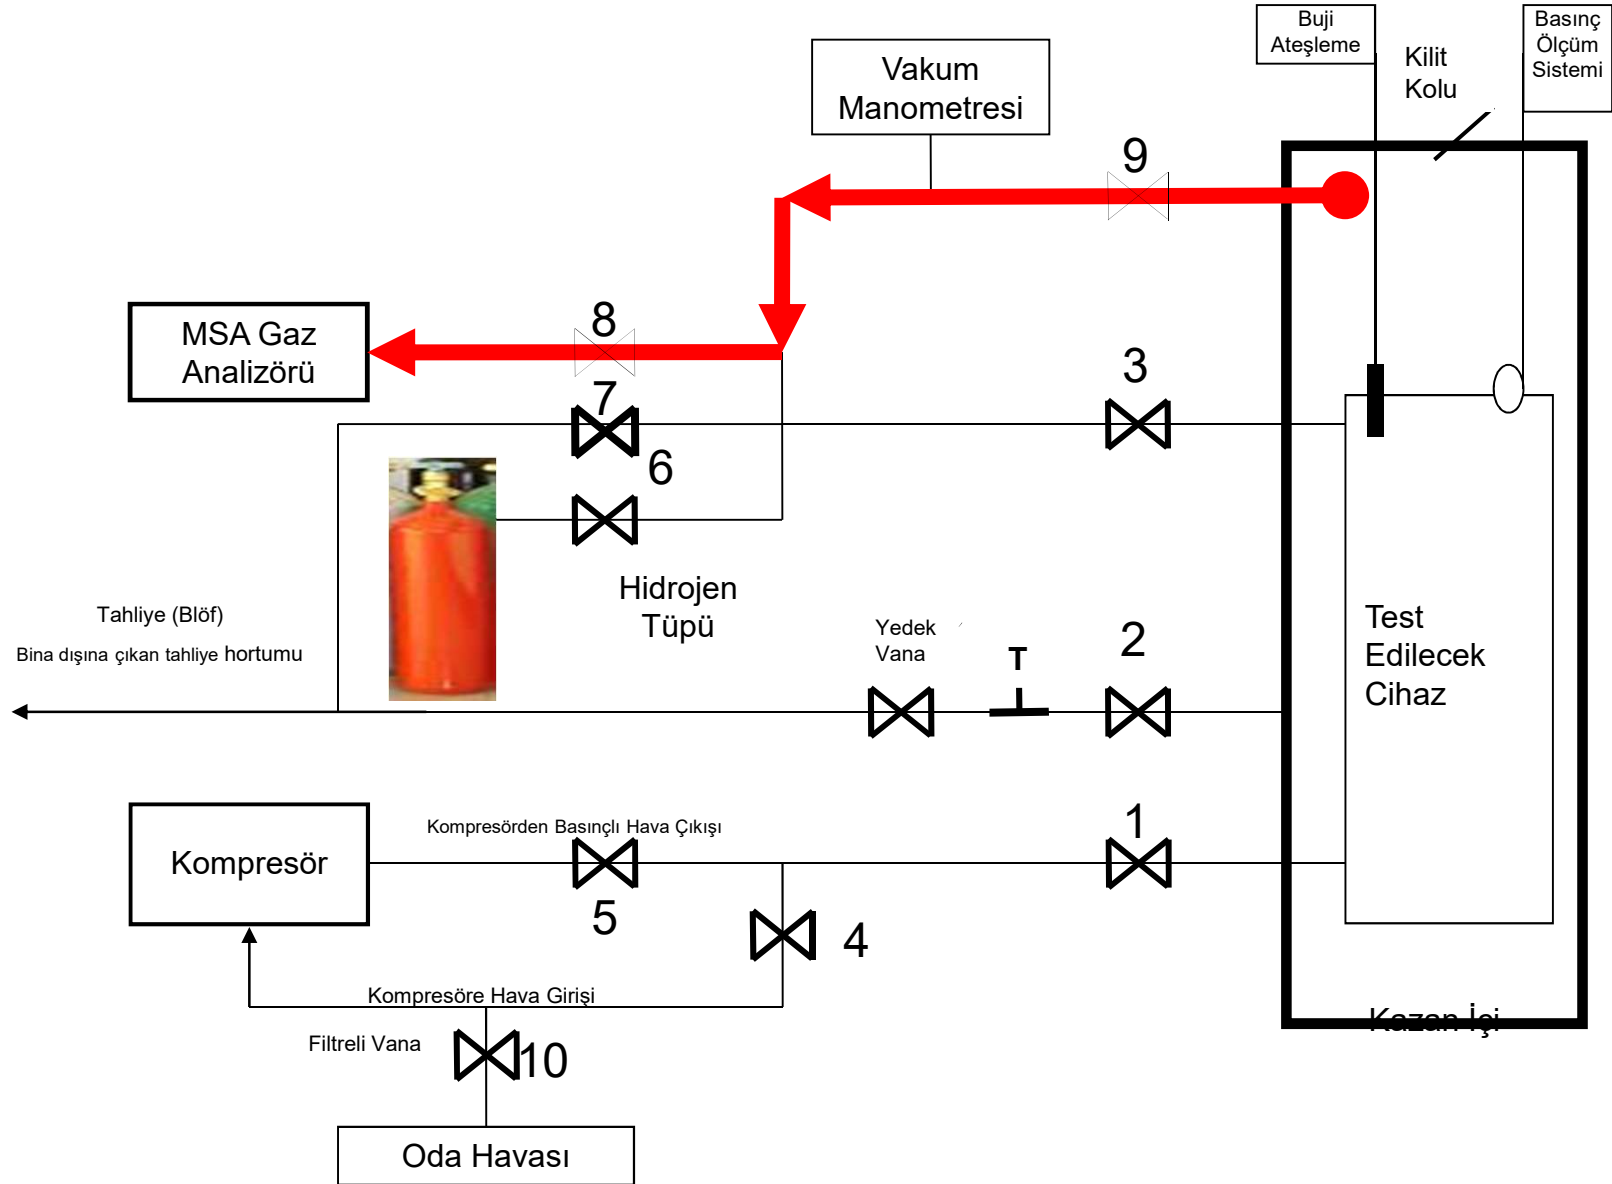 Buji
Ateşleme
Kilit
Kolu
Basınç
Ölçüm
Sistemi
Vakum
Manometresi
9
MSA Gaz
Analizörü
8
7
3
6
Hidrojen
Tüpü
Tahliye (Blöf)
Bina dışına çıkan tahliye hortumu
Yedek
Vana
T
2
Test
Edilecek
Cihaz
Kompresör
Kompresörden Basınçlı Hava Çıkışı
1
5
4
Kompresöre Hava Girişi
Kazan İçi
Filtreli Vana
10
Oda Havası